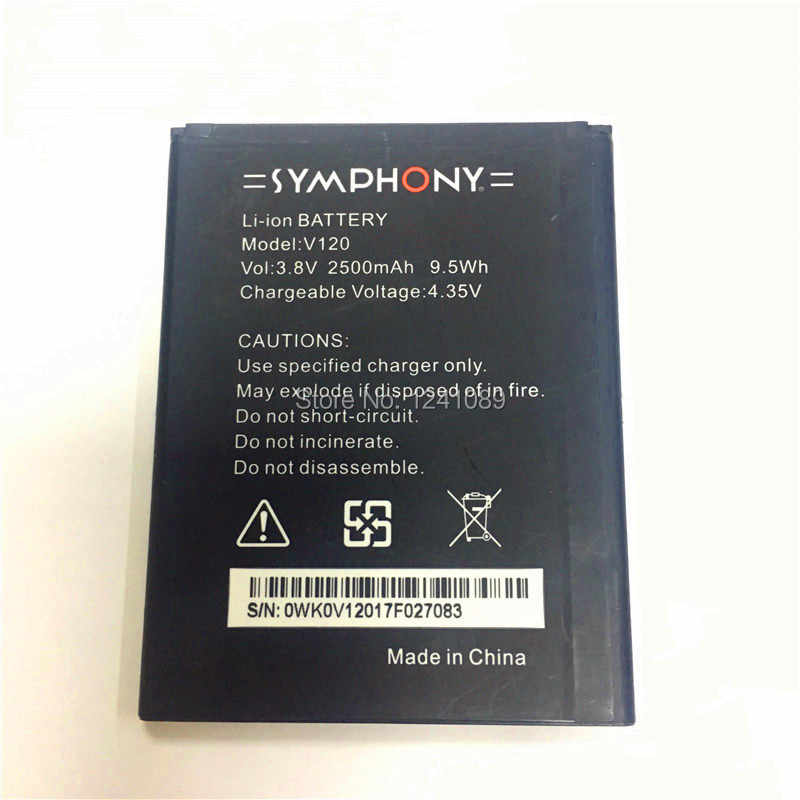 =SYMPHONY®=
Li-ion BATTERY
Model:V120
Vol:3.8V 2500mAh 9.5Wh
Chargeable Voltage:4.35V
CAUTIONS:
Use specified charger only.
May explode if disposed of in fire.
Store No: 1241089
Do not short-circuit.
Do not incinerate.
Do not disassemble.
S/N: 0WK0V12017F027083
Made in China